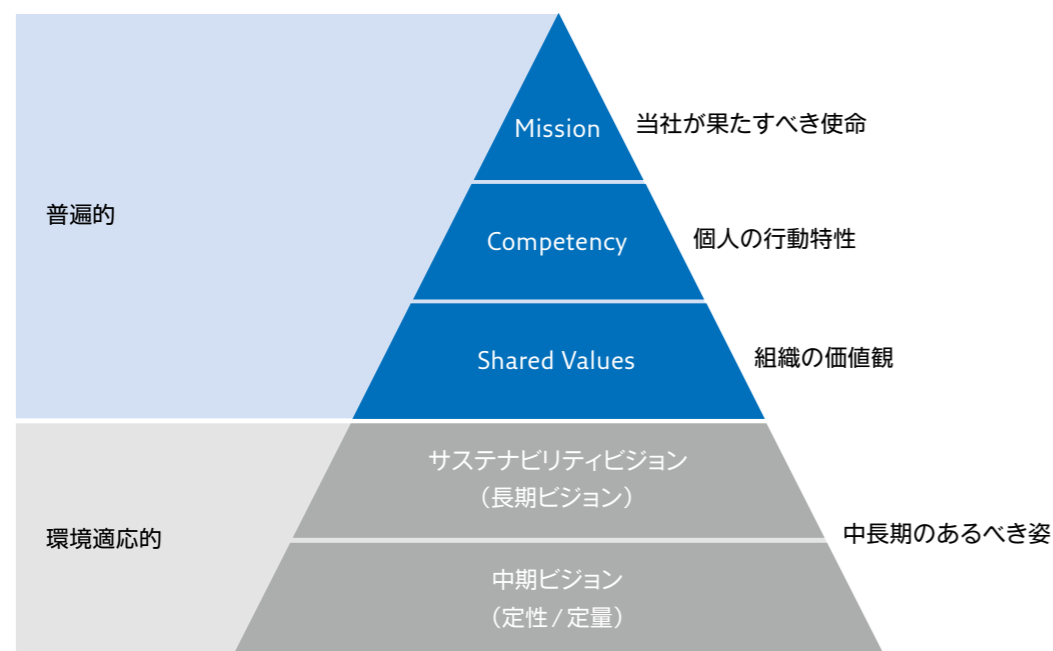 Mission
当社が果たすべき使命
普遍的
Competency
個人の行動特性
Shared Values
組織の価値観
サステナビリティビジョン
（長期ビジョン）
環境適応的
中長期のあるべき姿
中期ビジョン
（定性 / 定量）